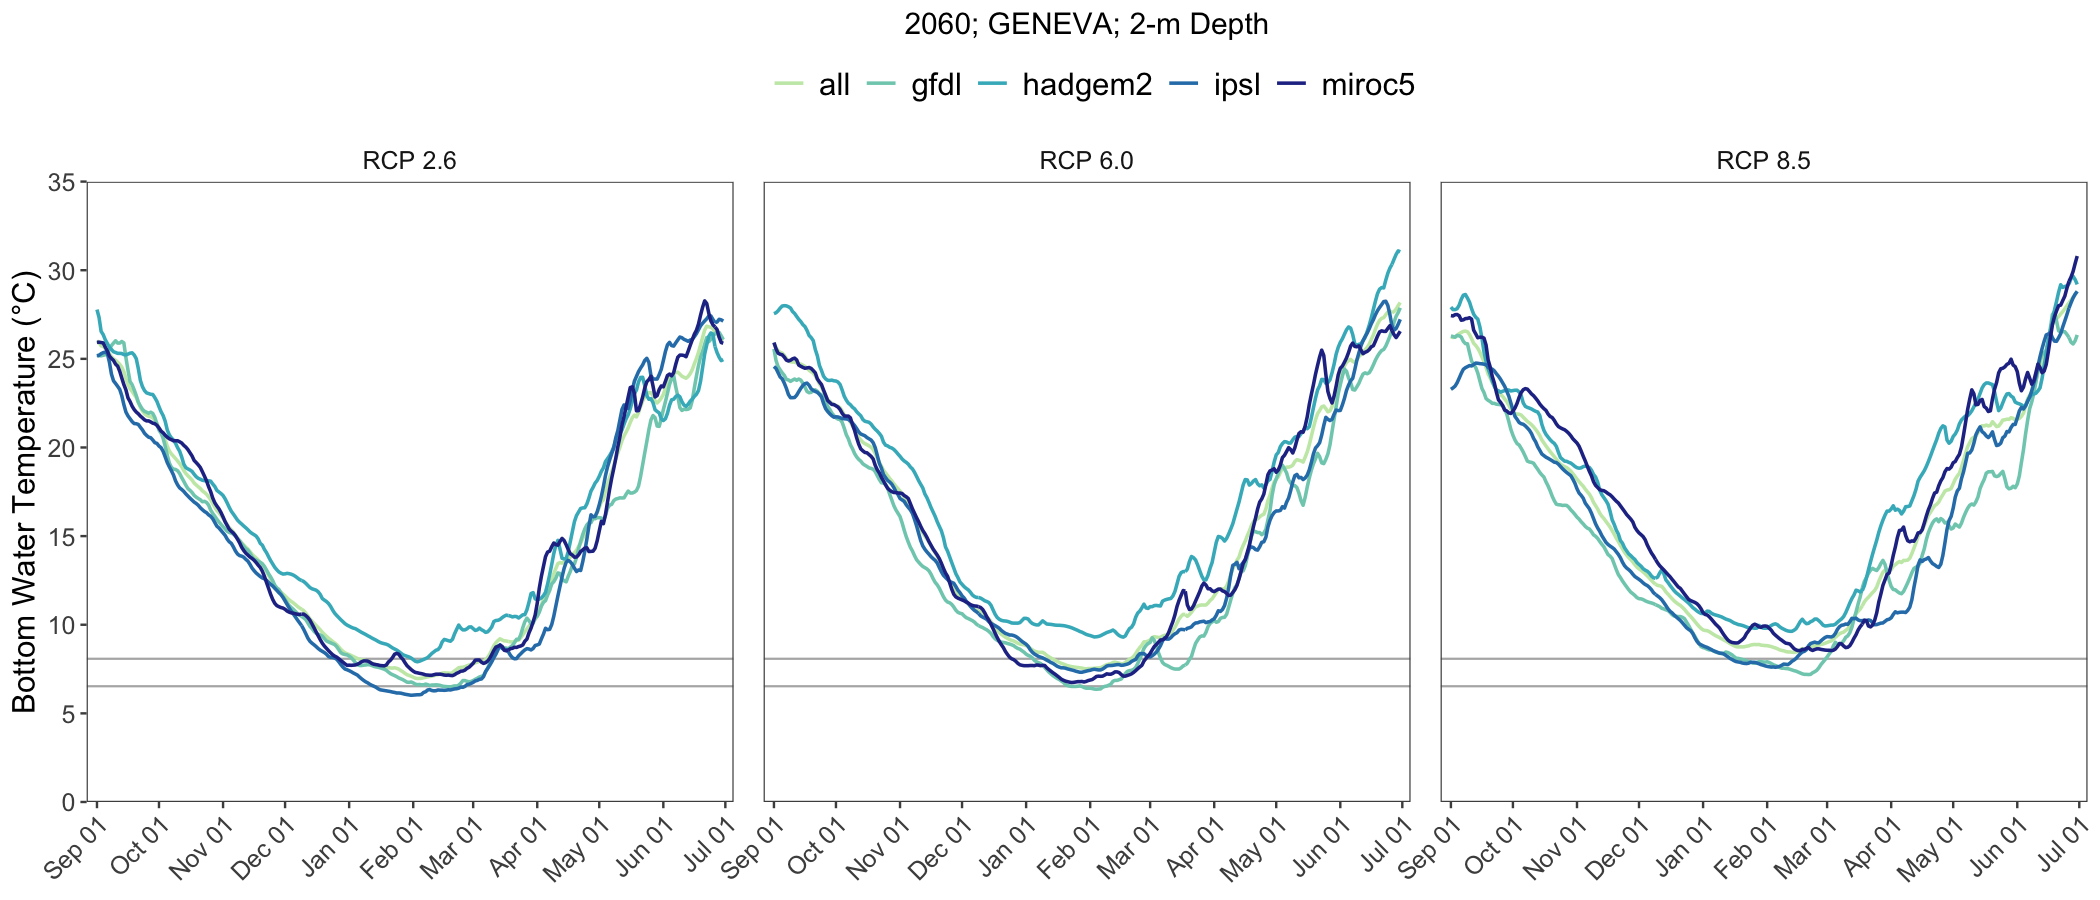 2060; GENEVA; 2-m Depth
all gfdl hadgem2 ipsl miroc5
RCP 2.6 RCP 6.0 RCP 8.5
Bottom Water Temperature (°C)
35
30
25
20
15
10
5
0
Sep 01 Oct 01 Nov 01 Dec 01 Jan 01 Feb 01 Mar 01 Apr 01 May 01 Jun 01 Jul 01 Sep 01 Oct 01 Nov 01 Dec 01 Jan 01 Feb 01 Mar 01 Apr 01 May 01 Jun 01 Jul 01 Sep 01 Oct 01 Nov 01 Dec 01 Jan 01 Feb 01 Mar 01 Apr 01 May 01 Jun 01 Jul 01